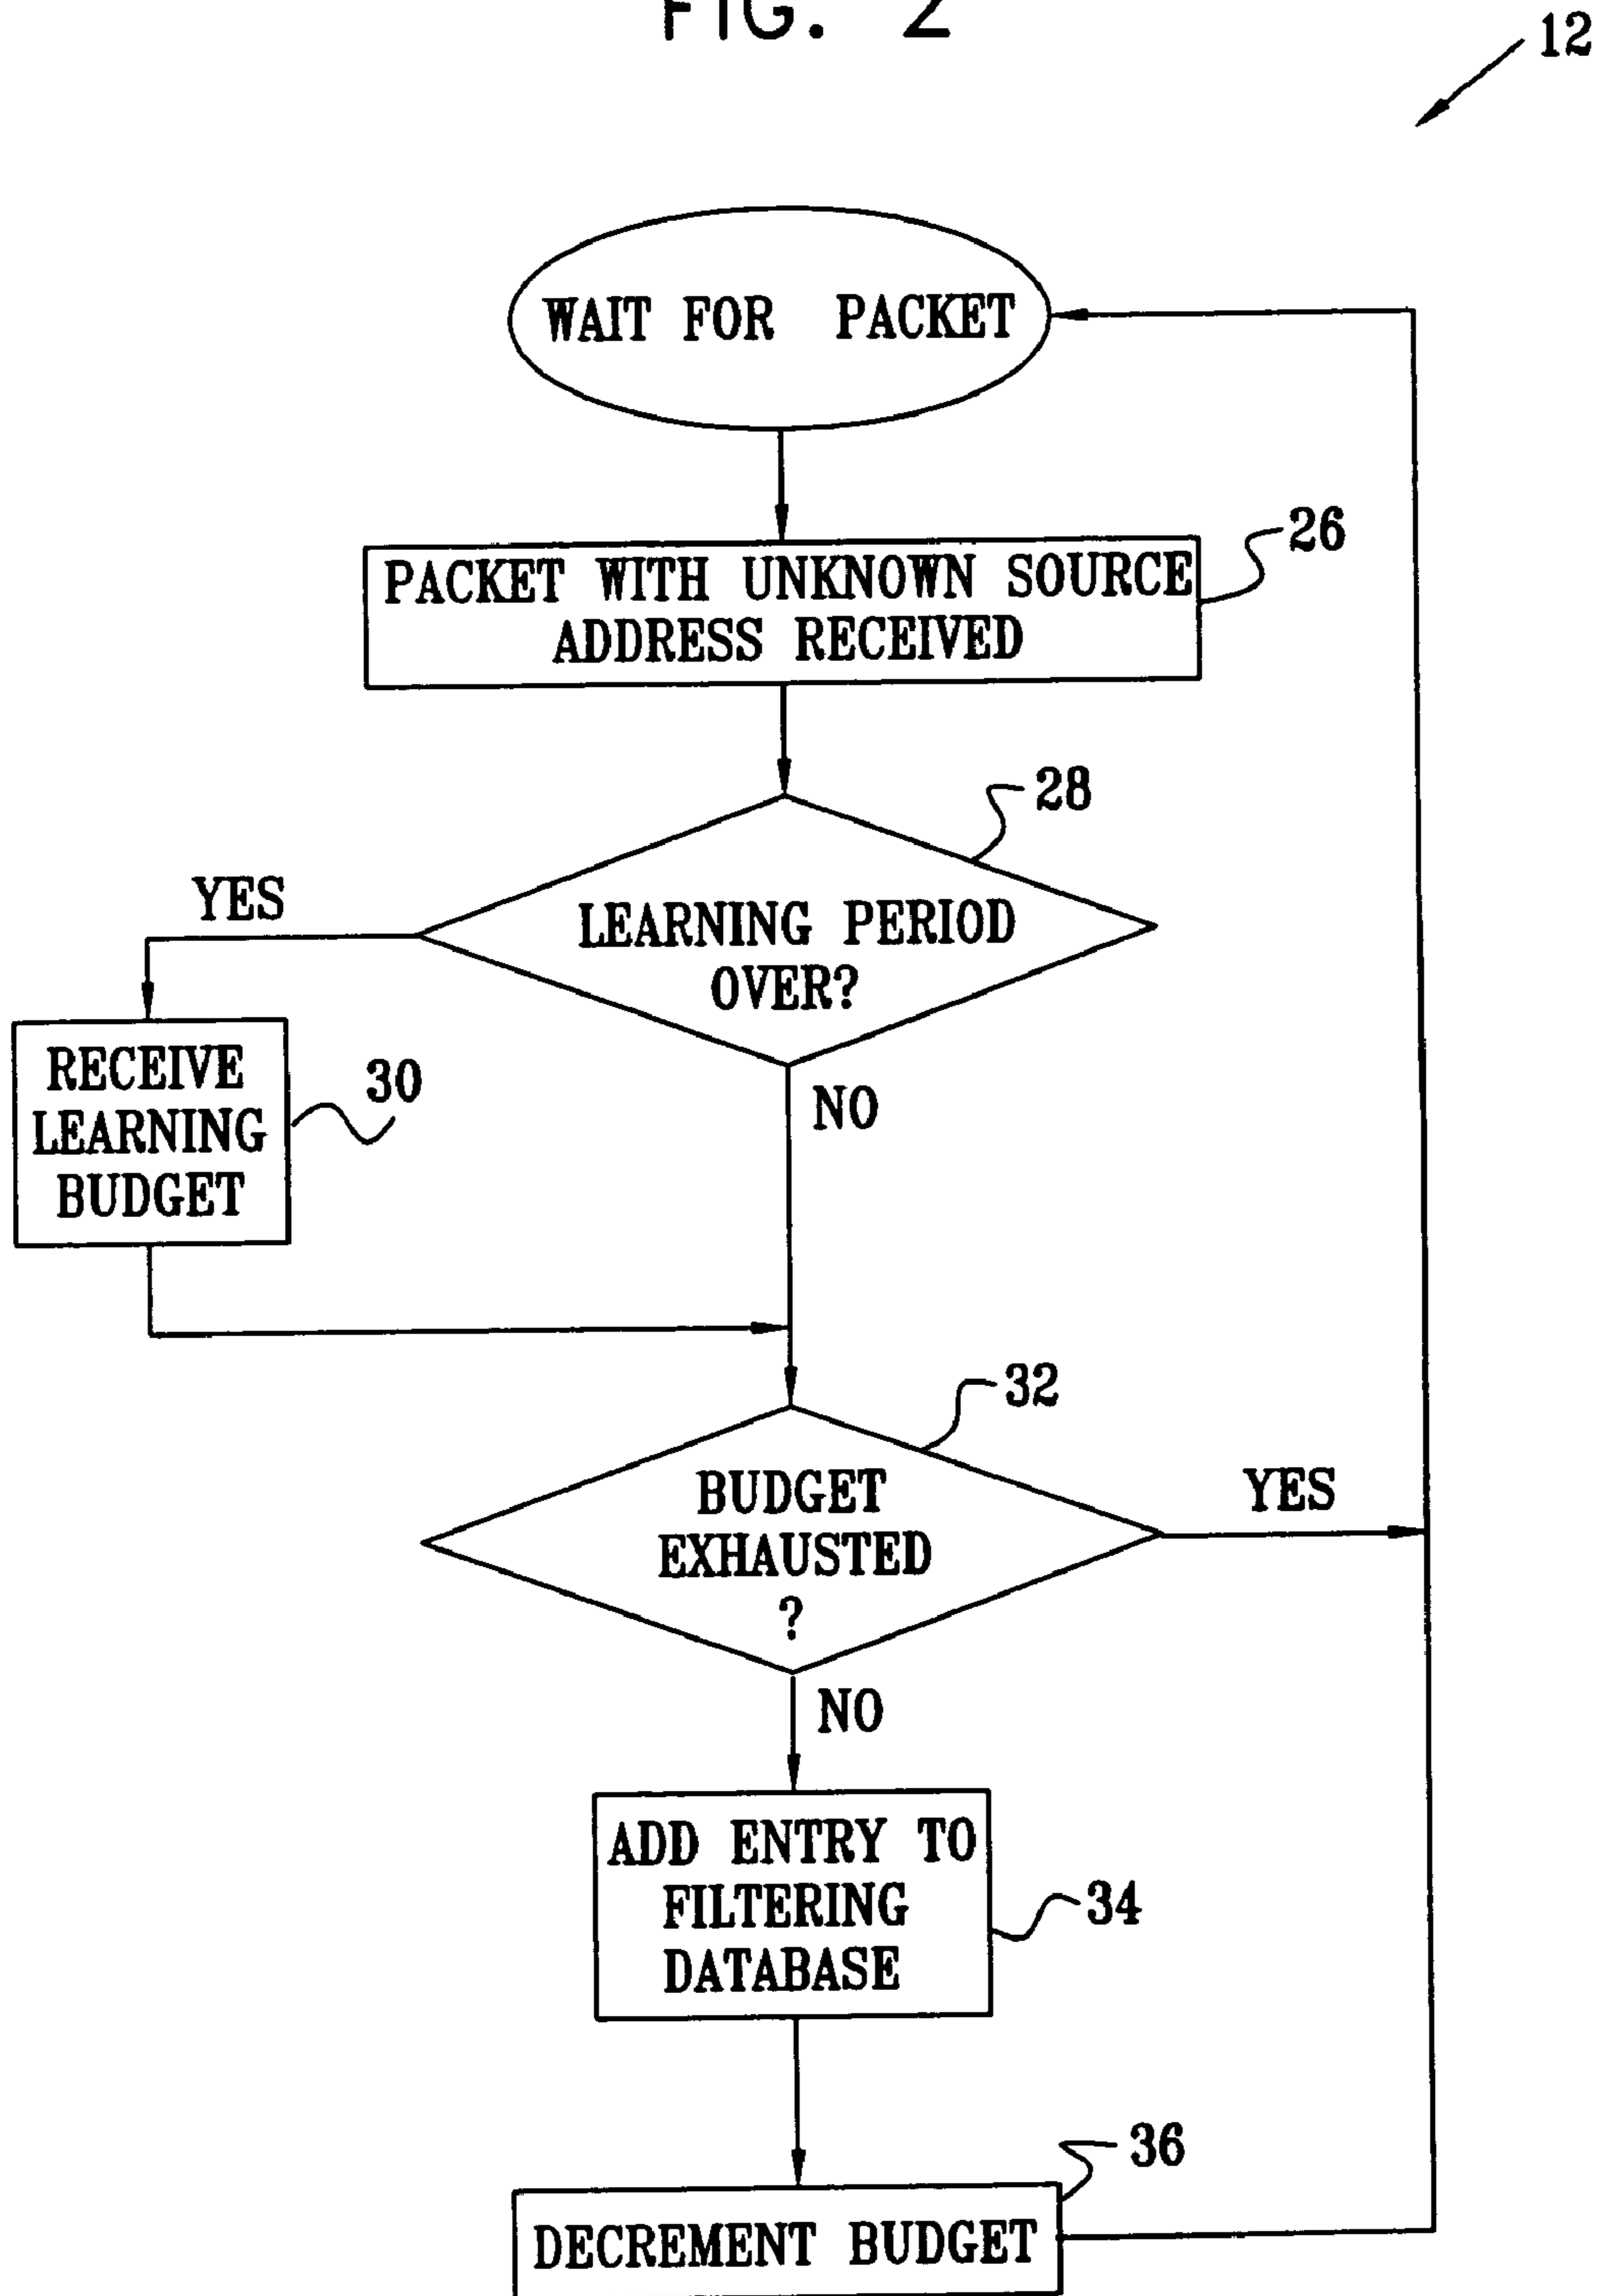 FIG. 2
12
WAIT FOR PACKET
26
PACKET WITH UNKNOWN SOURCE
ADDRESS RECEIVED
28
YES
LEARNING PERIOD
OVER?
RECEIVE
LEARNING
BUDGET
30
NO
32
BUDGET
EXHAUSTED
?
YES
NO
ADD ENTRY TO
FILTERING
DATABASE
34
36
DECREMENT BUDGET